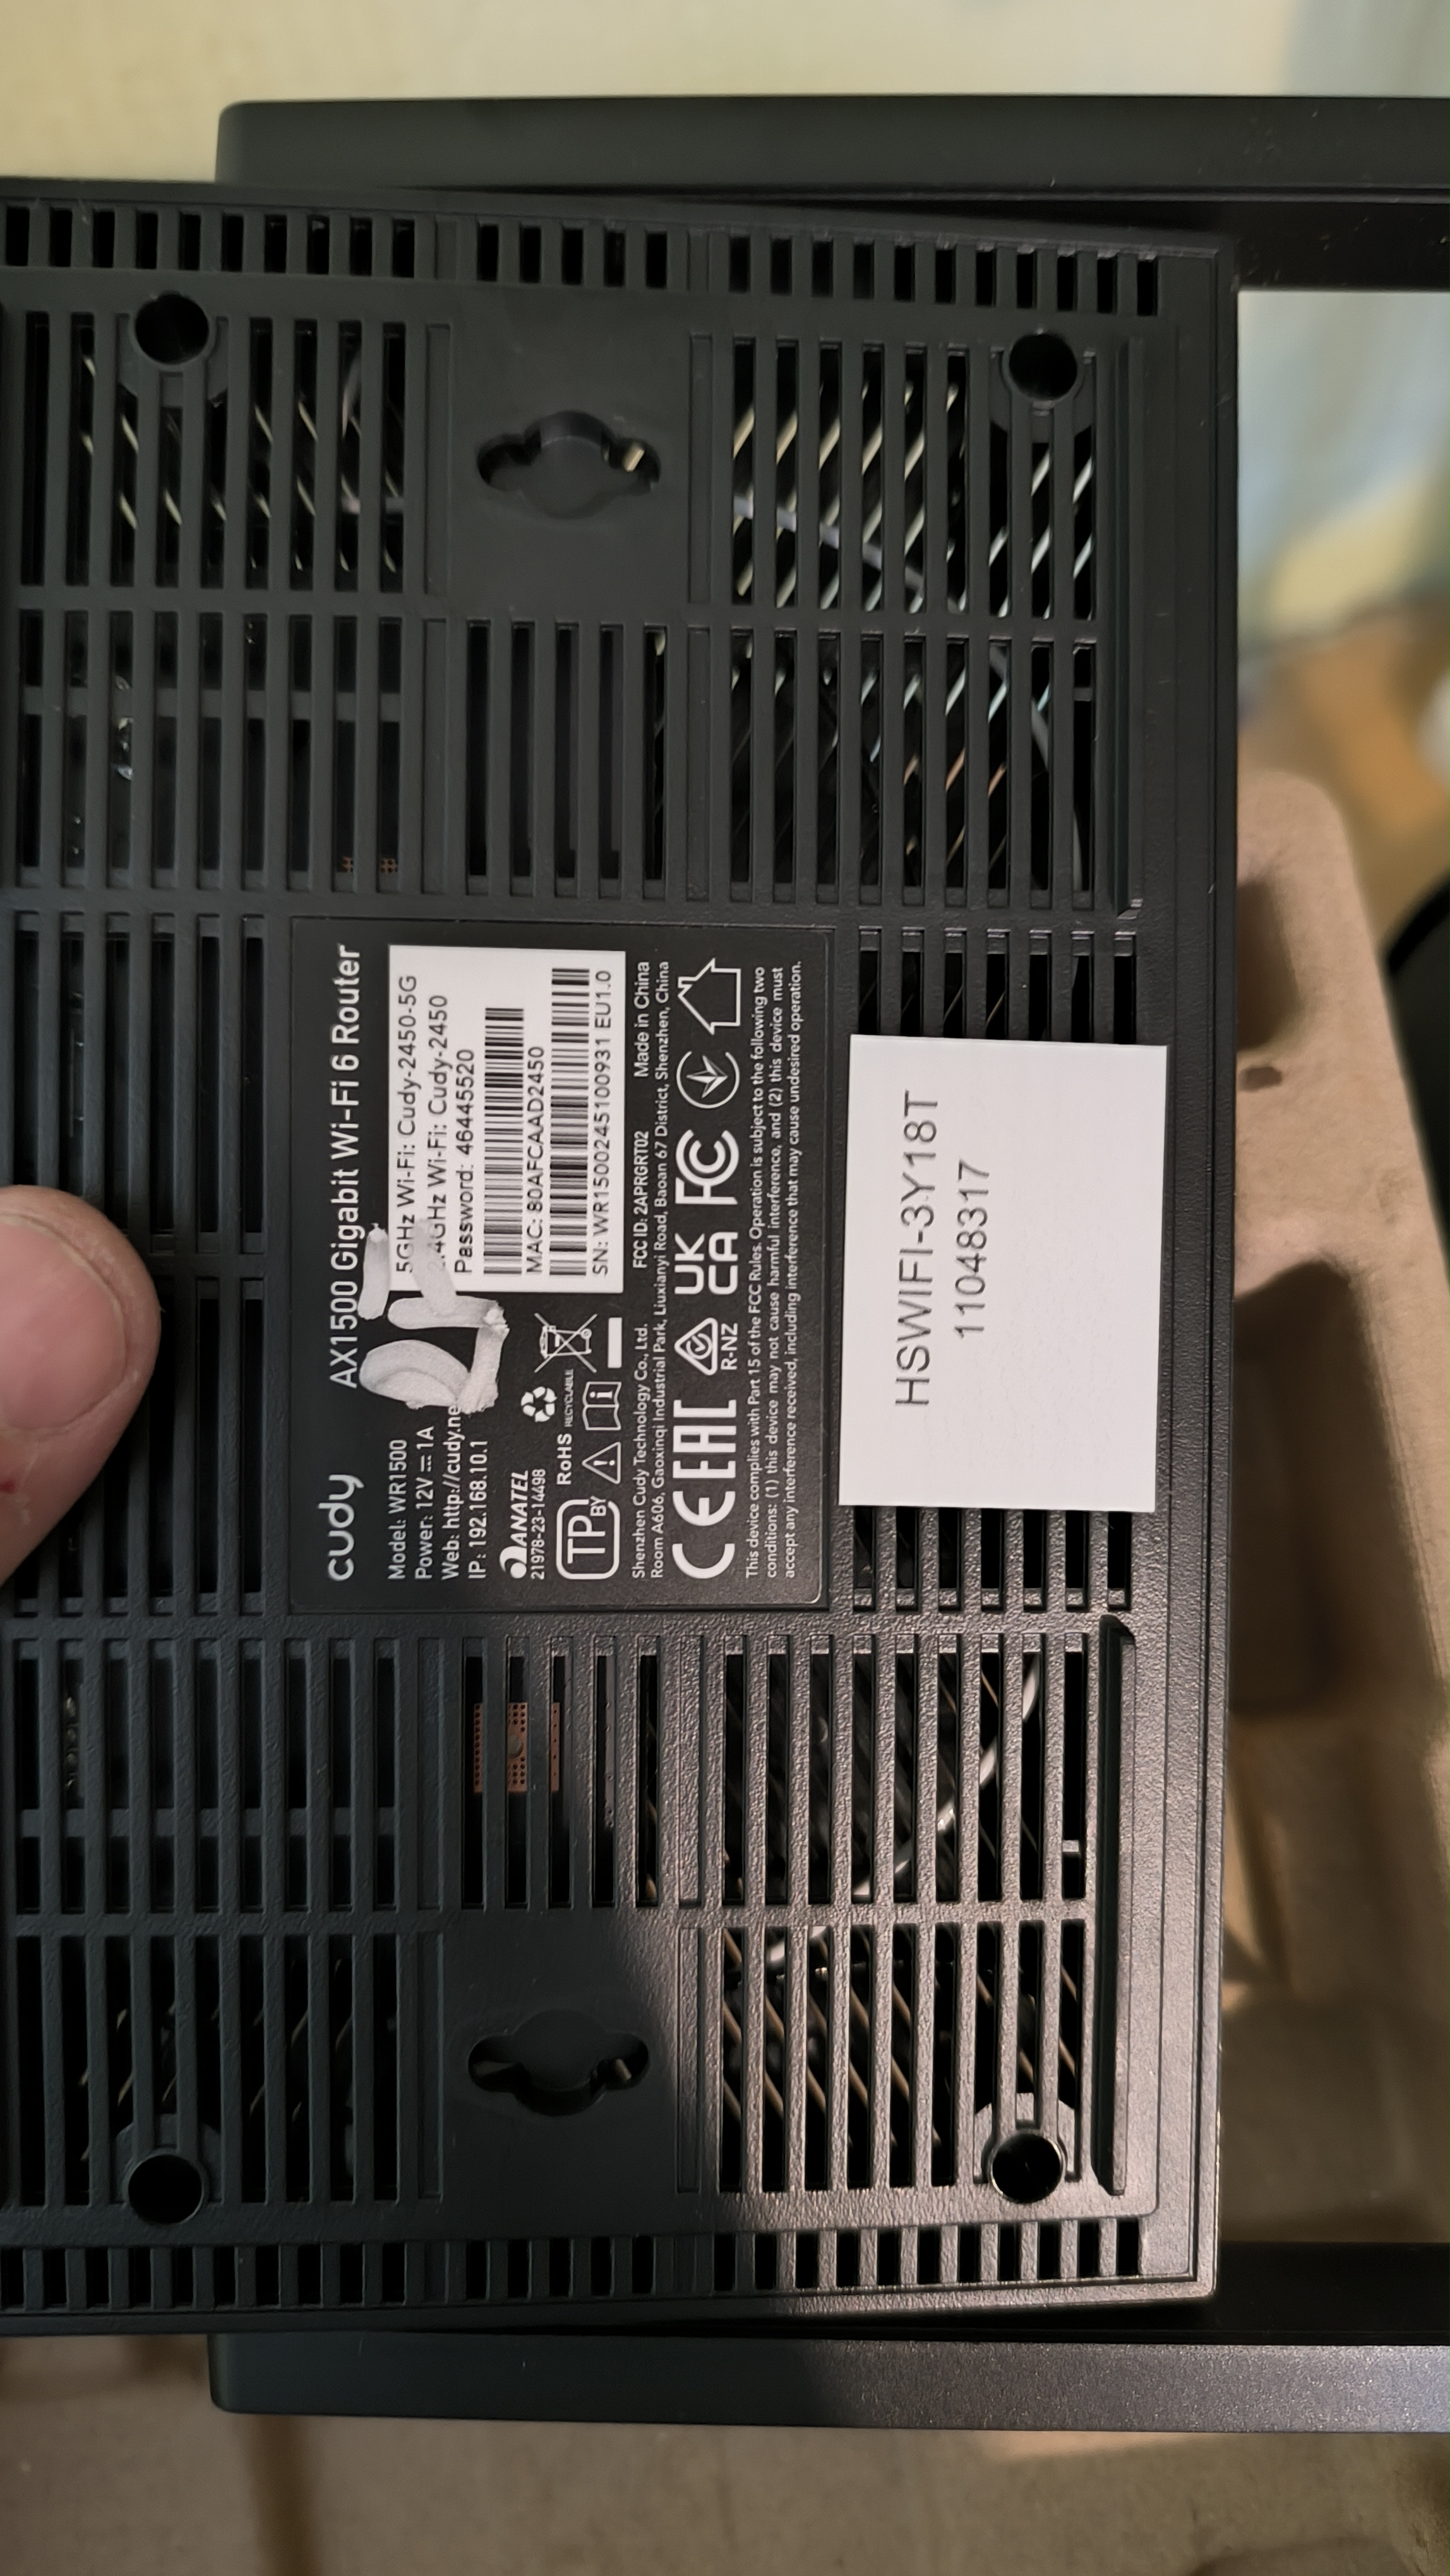 cudy
AX1500 Gigabit Wi-Fi 6 Router
Model: WR1500
Power: 12V ⎓ 1A
Web: http://cudy.ne
IP: 192.168.10.1
5GHz Wi-Fi: Cudy-2450-5G
.4GHz Wi-Fi: Cudy-2450
Password: 46445520
MAC: 80AFCAAD2450
SN: WR1500245100931 EU1.0
ANATEL
21978-23-14498
TP BY
RoHS
RECYCLABLE
Shenzhen Cudy Technology Co., Ltd.
FCC ID: 2APRGRT02
Made in China
Room A606, Gaoxinqi Industrial Park, Liuxianyi Road, Baoan 67 District, Shenzhen, China
CE EAC R-NZ UK CA FC
This device complies with Part 15 of the FCC Rules. Operation is subject to the following two
conditions: (1) this device may not cause harmful interference, and (2) this device must
accept any interference received, including interference that may cause undesired operation.
HSWIFI-3Y18T
11048317